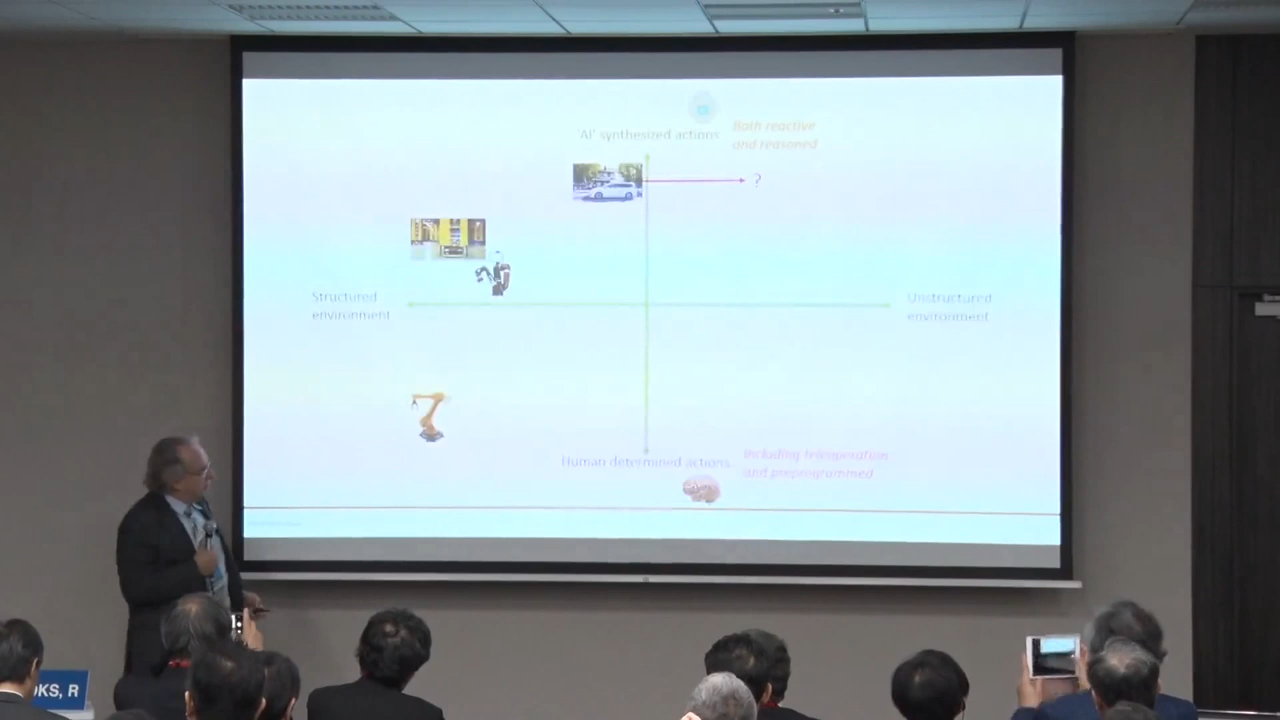 'AI' synthesized actions
Both reactive
and reasoned
?
Structured
environment
Unstructured
environment
Human determined actions
Including teleoperation
and preprogrammed
OKS, R